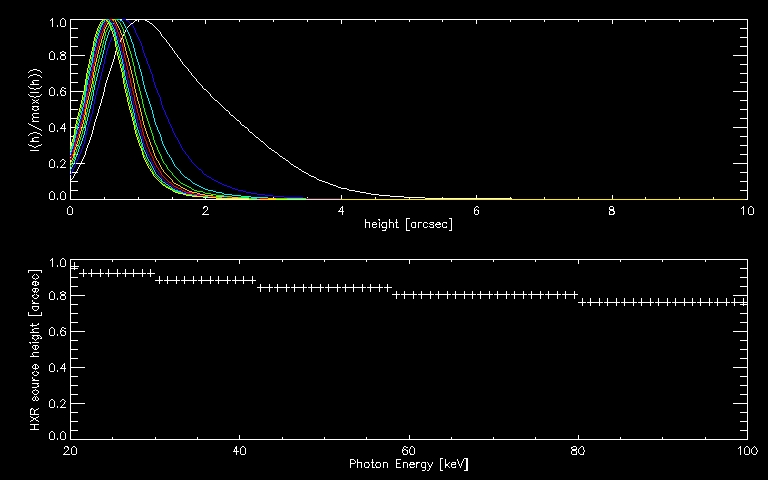 I(h)/max(I(h))
1.0
0.8
0.6
0.4
0.2
0.0
0 2 4 6 8 10
height [arcsec]
HXR source height [arcsec]
1.0
0.8
0.6
0.4
0.2
0.0
20 40 60 80 100
Photon Energy [keV]